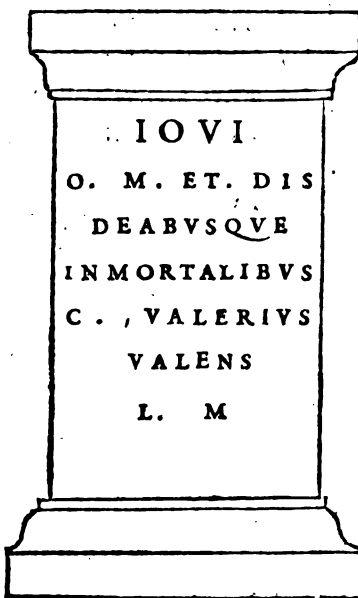 IOVI
O. M. ET. DIS
DEABVSQVE
INMORTALIBVS
C. , VALERIVS
VALENS
L. M